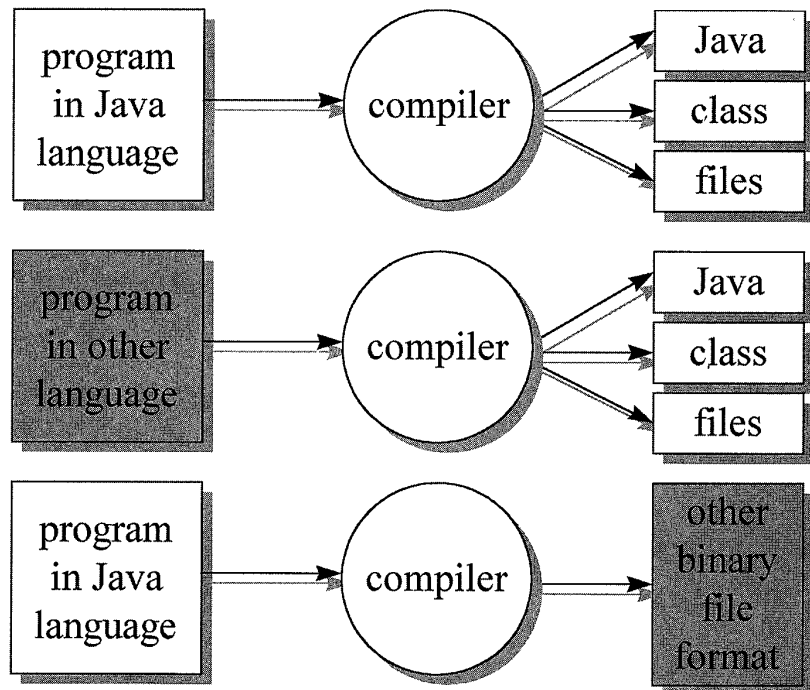 program
in Java
language
compiler
Java
class
files
program
in other
language
compiler
Java
class
files
program
in Java
language
compiler
other
binary
file
format